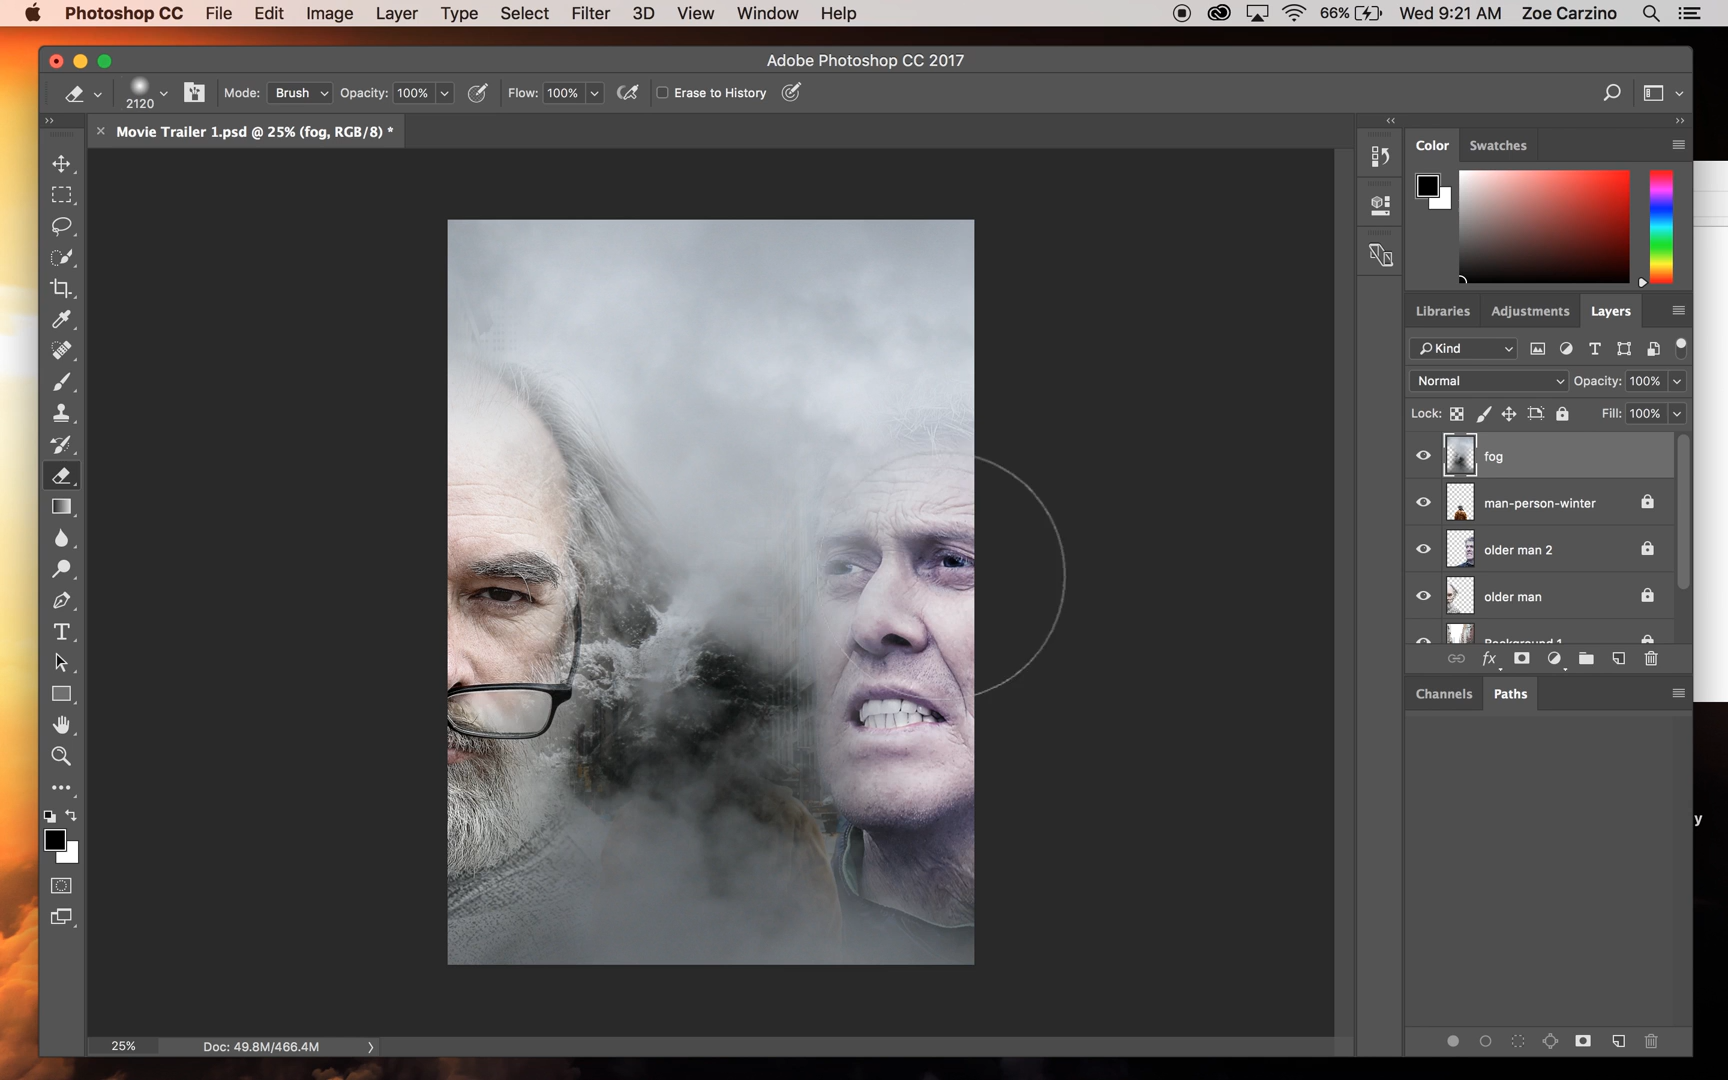 Photoshop CC File Edit Image Layer Type Select Filter 3D View Window Help 66% Wed 9:21 AM Zoe Carzino
Adobe Photoshop CC 2017
2120 Mode: Brush Opacity: 100% Flow: 100% Erase to History
Movie Trailer 1.psd @ 25% (fog, RGB/8) *
Color Swatches
Libraries Adjustments Layers
Kind
Normal Opacity: 100%
Lock: Fill: 100%
fog
man-person-winter
older man 2
older man
Background 1
fx
Channels Paths
y
25% Doc: 49.8M/466.4M